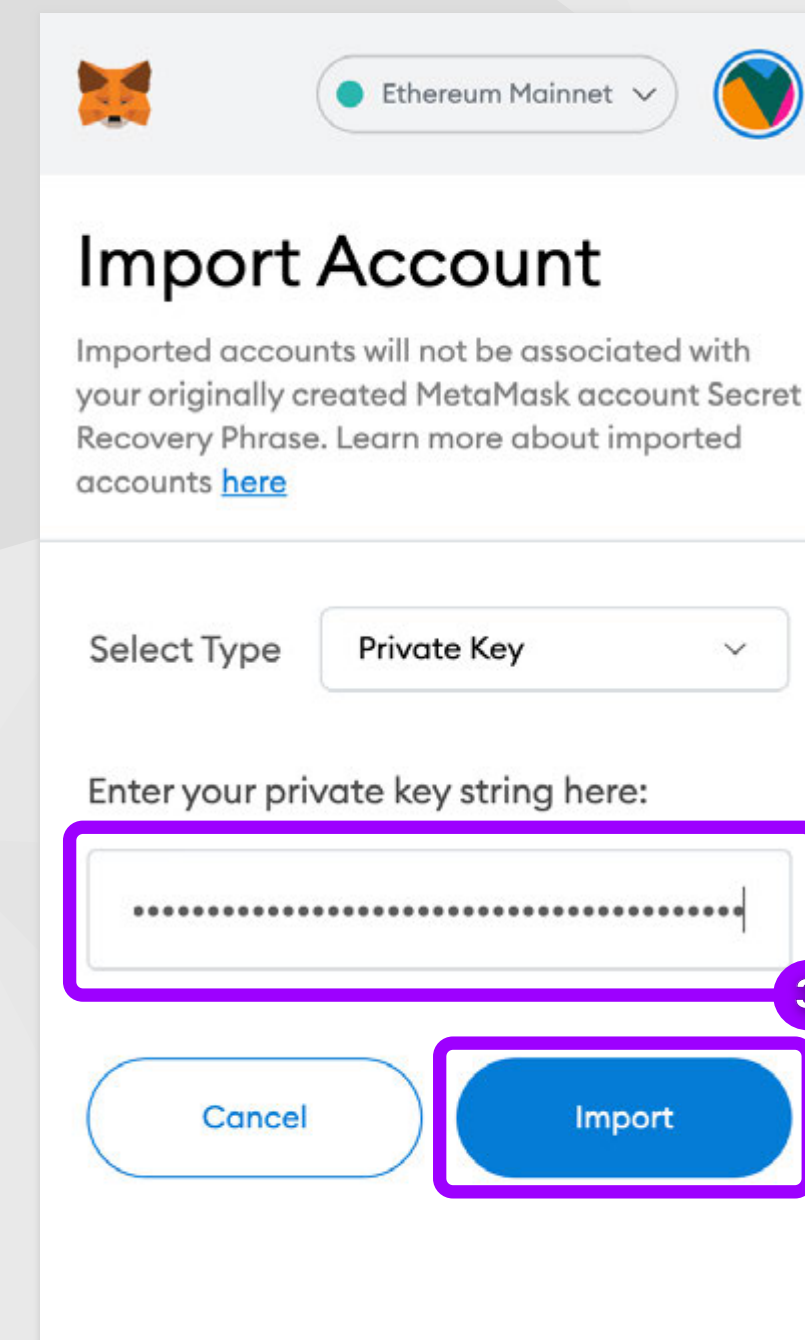 Ethereum Mainnet
Import Account
Imported accounts will not be associated with
your originally created MetaMask account Secret
Recovery Phrase. Learn more about imported
accounts here
Select Type
Private Key
Enter your private key string here:
Cancel
Import